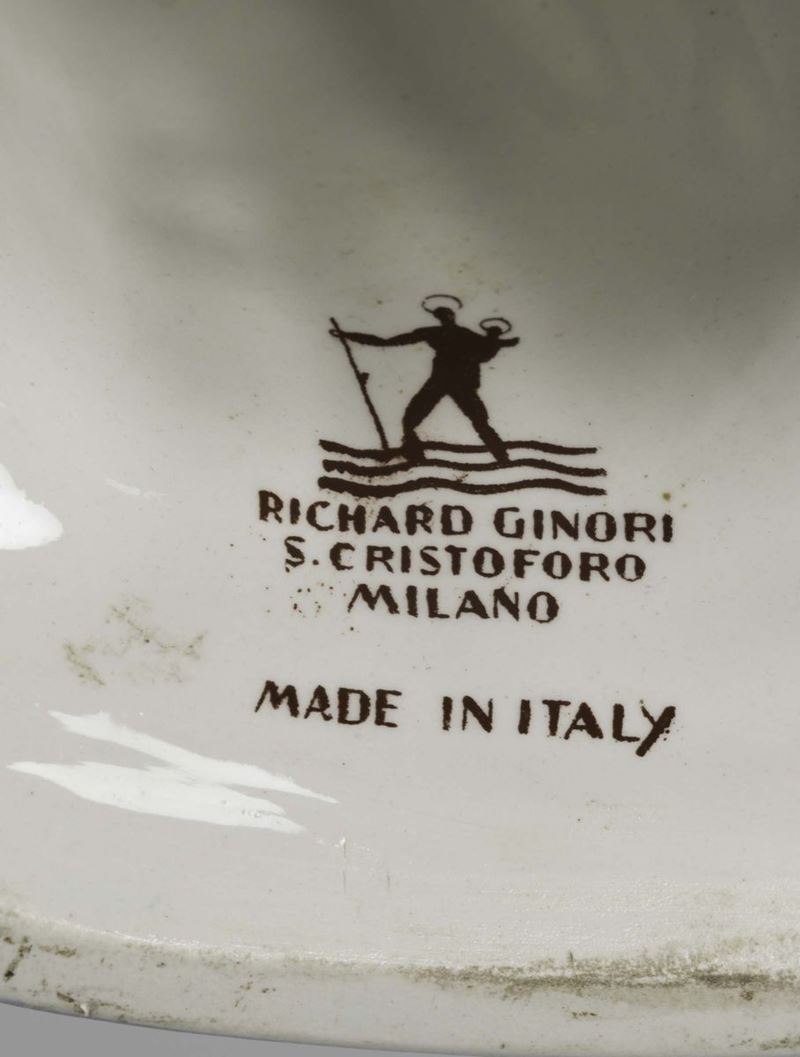 RICHARD GINORI
S. CRISTOFORO
MILANO
MADE IN ITALY